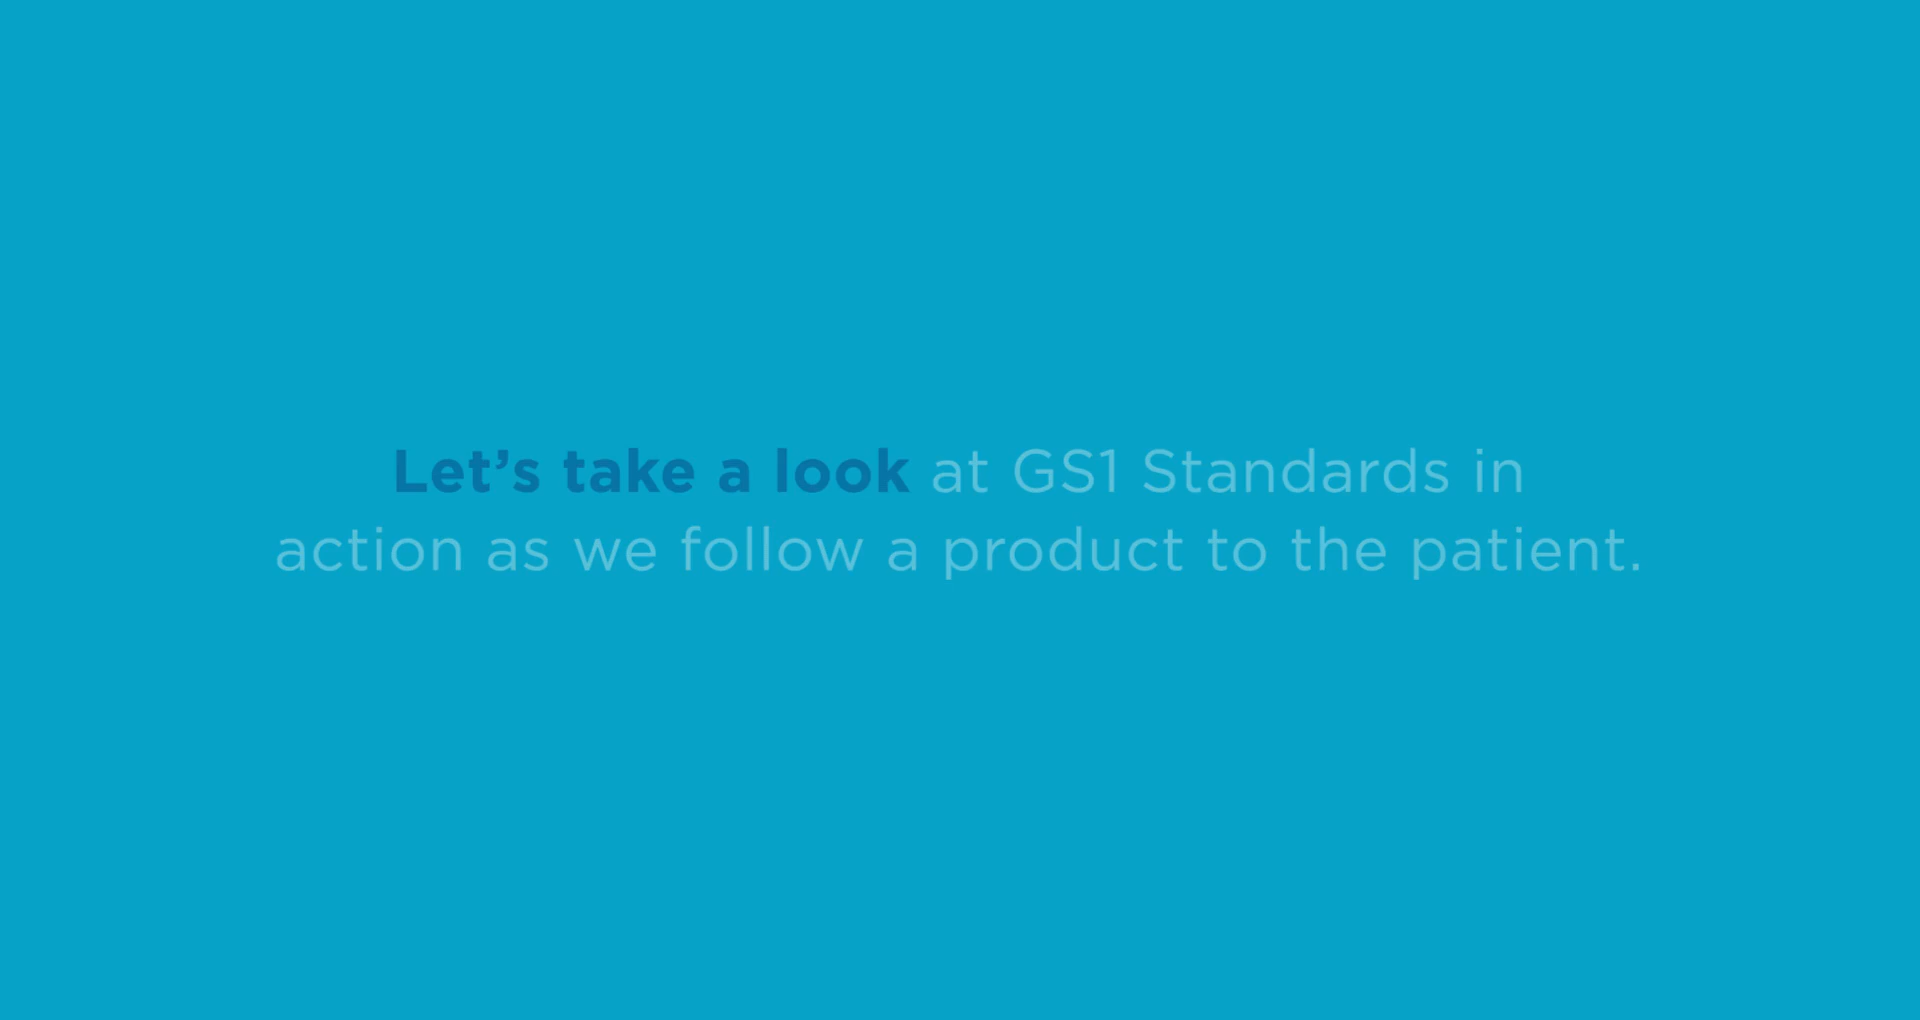 Let’s take a look at GS1 Standards in
action as we follow a product to the patient.